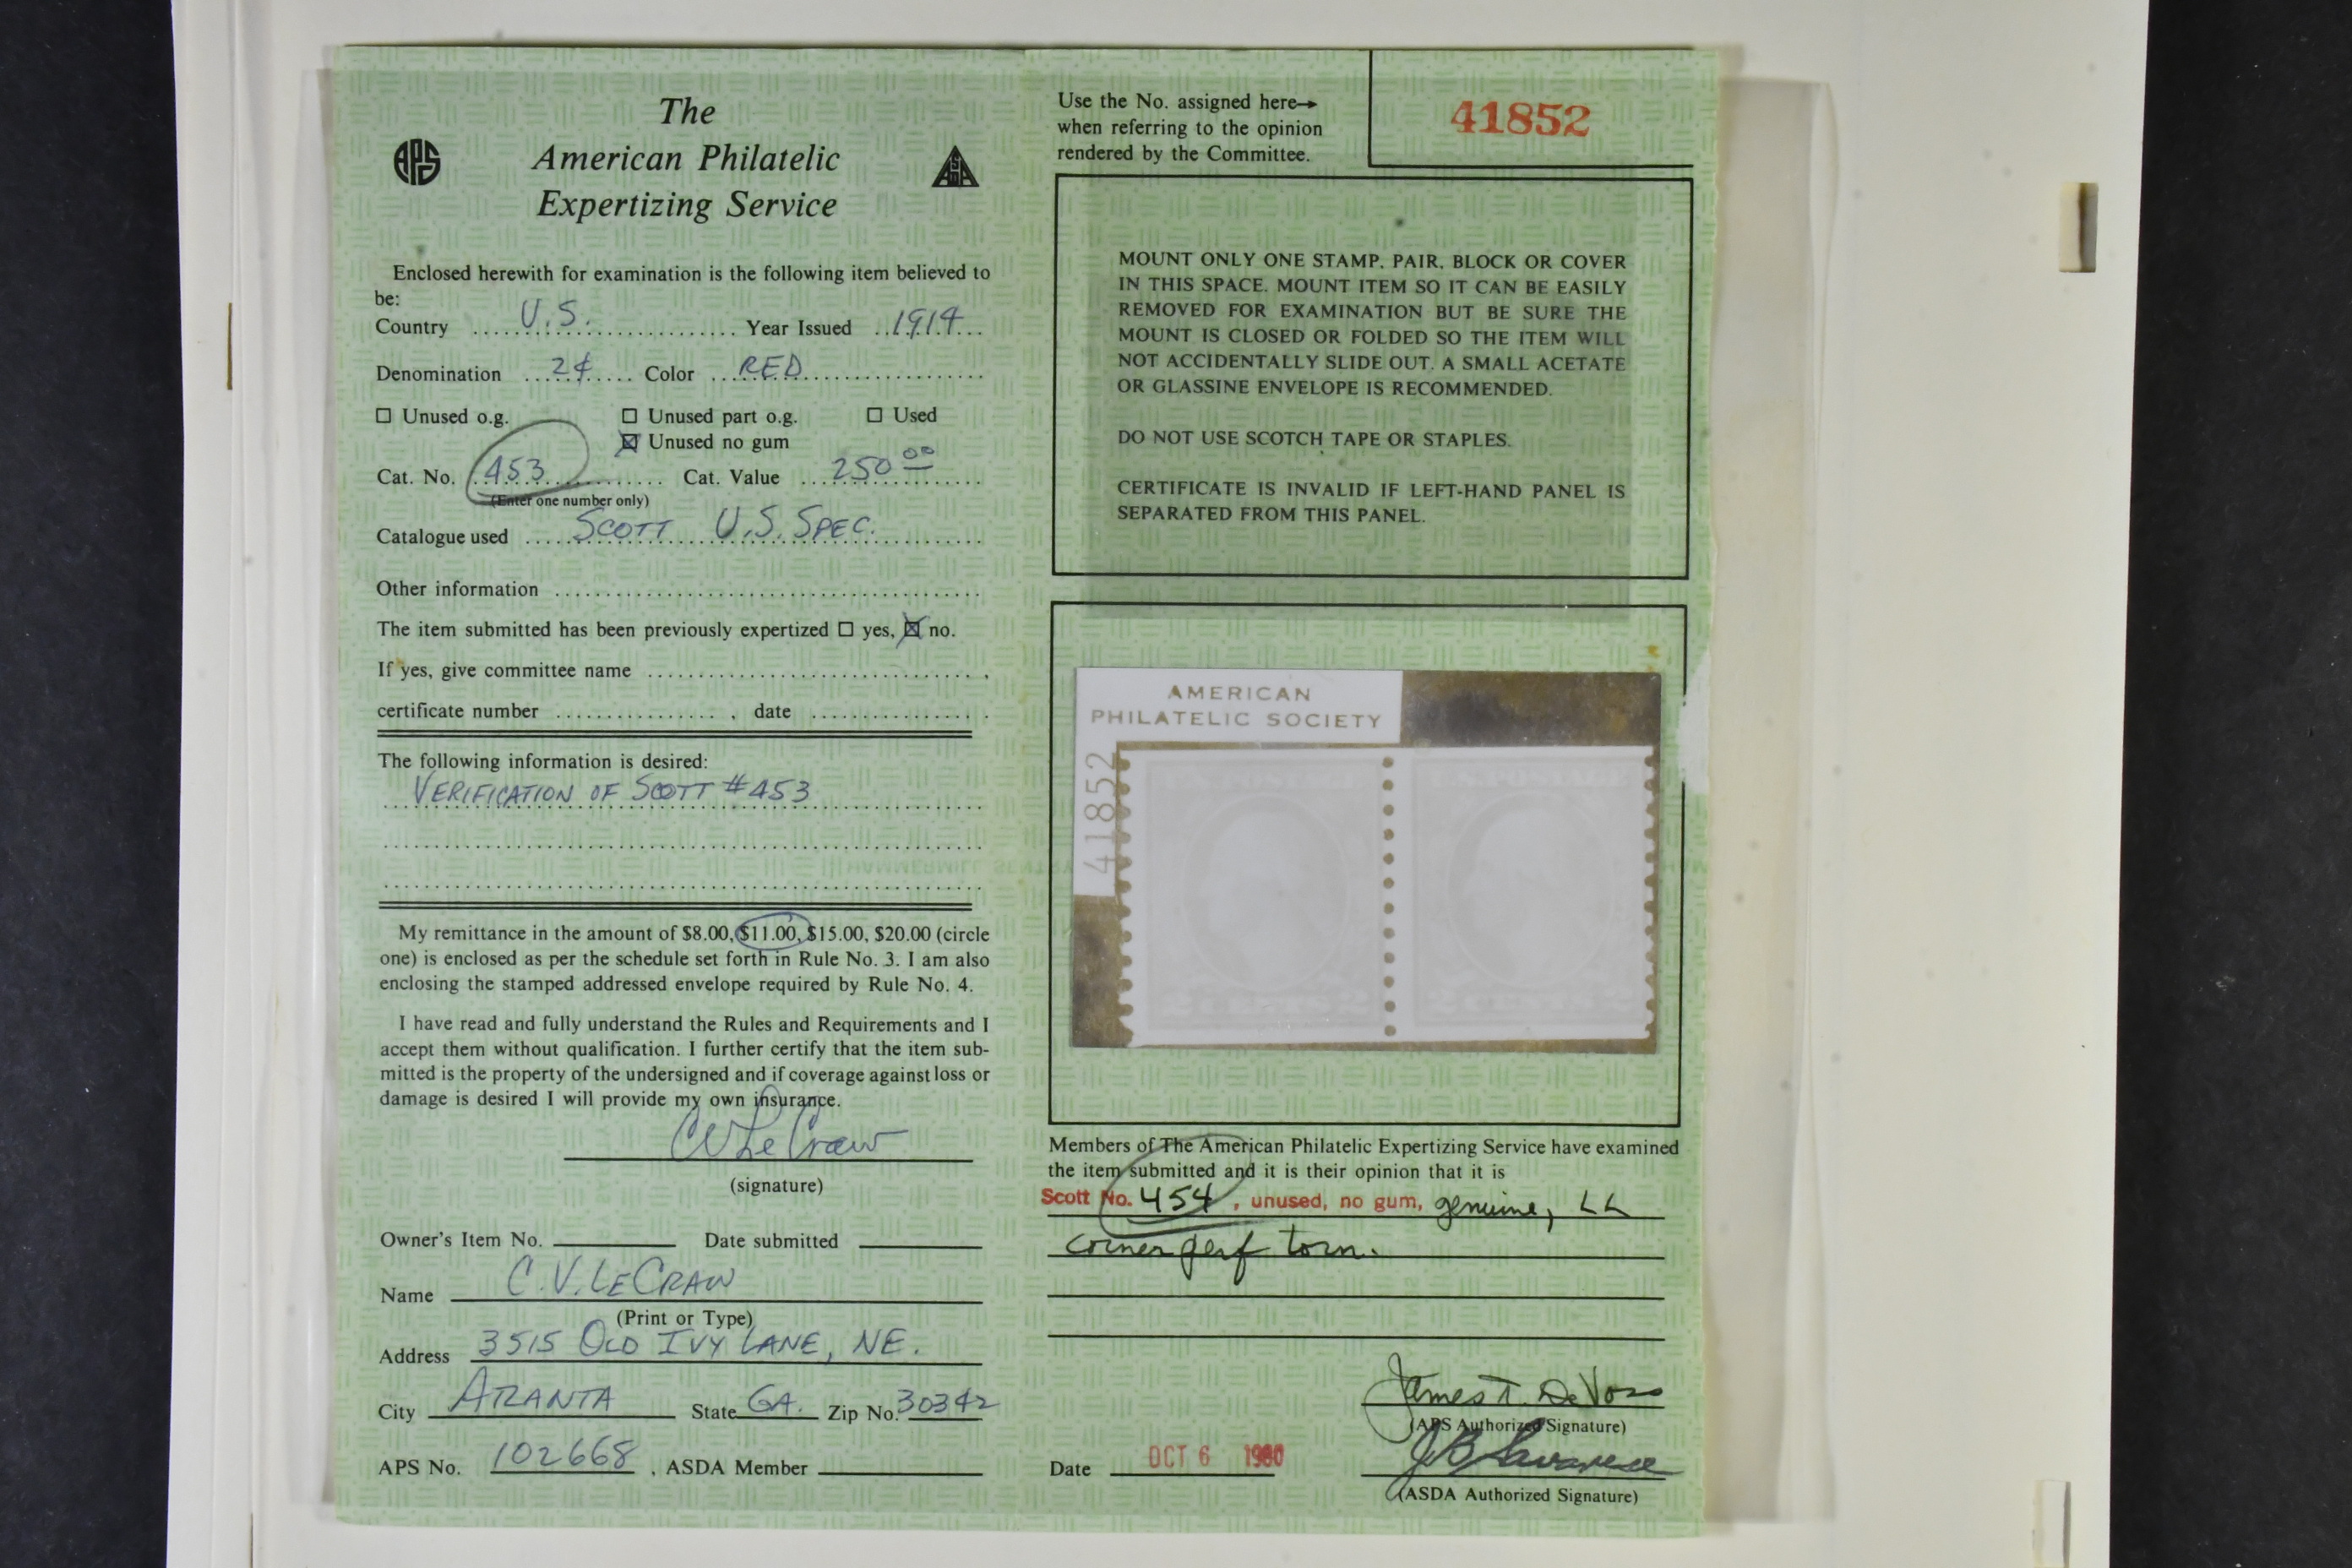 The
American Philatelic
Expertizing Service
APS
ASDA
Enclosed herewith for examination is the following item believed to
be:
Country U.S. Year Issued 1914
Denomination 2¢ Color RED
☐ Unused o.g. ☐ Unused part o.g. ☐ Used
☒ Unused no gum
Cat. No. 453 Cat. Value 250 00
(Enter one number only)
Catalogue used SCOTT U.S. SPEC.
Other information
The item submitted has been previously expertized ☐ yes, ☒ no.
If yes, give committee name
certificate number , date
The following information is desired:
VERIFICATION OF SCOTT #453
My remittance in the amount of $8.00, $11.00, $15.00, $20.00 (circle
one) is enclosed as per the schedule set forth in Rule No. 3. I am also
enclosing the stamped addressed envelope required by Rule No. 4.
I have read and fully understand the Rules and Requirements and I
accept them without qualification. I further certify that the item sub-
mitted is the property of the undersigned and if coverage against loss or
damage is desired I will provide my own insurance.
CV LeCraw
(signature)
Owner's Item No. Date submitted
Name C.V. LECRAW
(Print or Type)
Address 3515 OLD IVY LANE, NE.
City ATLANTA State GA. Zip No. 30342
APS No. 102668 , ASDA Member
Use the No. assigned here→
when referring to the opinion
rendered by the Committee.
41852
MOUNT ONLY ONE STAMP, PAIR, BLOCK OR COVER
IN THIS SPACE. MOUNT ITEM SO IT CAN BE EASILY
REMOVED FOR EXAMINATION BUT BE SURE THE
MOUNT IS CLOSED OR FOLDED SO THE ITEM WILL
NOT ACCIDENTALLY SLIDE OUT. A SMALL ACETATE
OR GLASSINE ENVELOPE IS RECOMMENDED.
DO NOT USE SCOTCH TAPE OR STAPLES.
CERTIFICATE IS INVALID IF LEFT-HAND PANEL IS
SEPARATED FROM THIS PANEL.
AMERICAN
PHILATELIC SOCIETY
41852
Members of The American Philatelic Expertizing Service have examined
the item submitted and it is their opinion that it is
Scott No. 454, unused, no gum, genuine, LL
corner perf torn.
James T. DeVoss
(APS Authorized Signature)
JB Savarese
Date OCT 6 1980
(ASDA Authorized Signature)